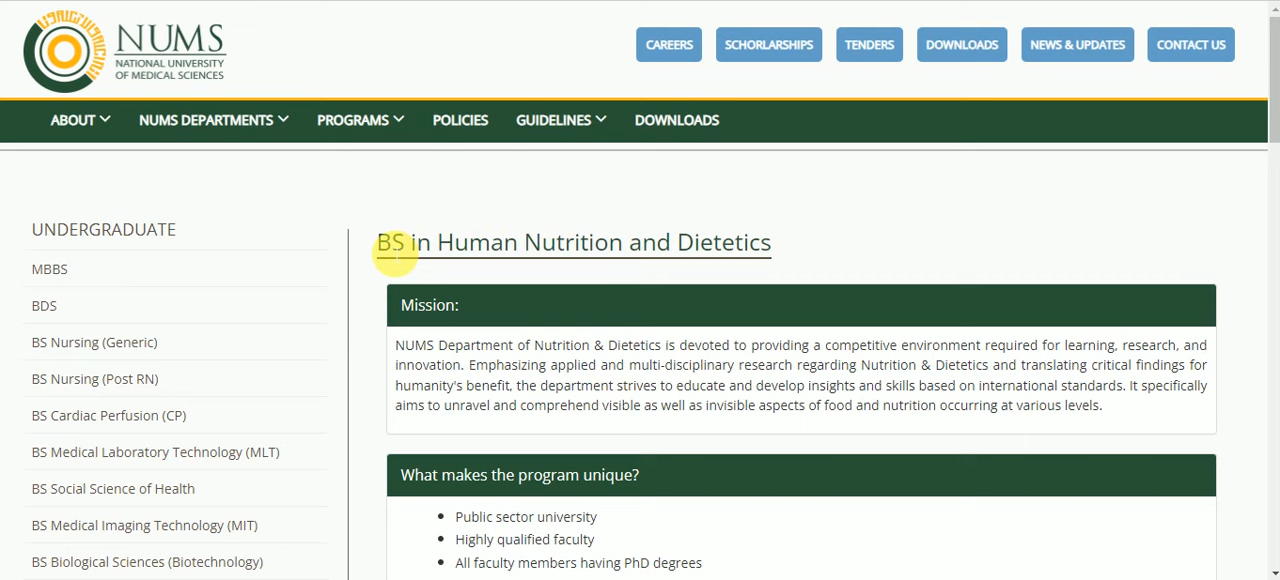 NUMS
NATIONAL UNIVERSITY
OF MEDICAL SCIENCES
CAREERS
SCHORLARSHIPS
TENDERS
DOWNLOADS
NEWS & UPDATES
CONTACT US
ABOUT
NUMS DEPARTMENTS
PROGRAMS
POLICIES
GUIDELINES
DOWNLOADS
UNDERGRADUATE
MBBS
BDS
BS Nursing (Generic)
BS Nursing (Post RN)
BS Cardiac Perfusion (CP)
BS Medical Laboratory Technology (MLT)
BS Social Science of Health
BS Medical Imaging Technology (MIT)
BS Biological Sciences (Biotechnology)
BS in Human Nutrition and Dietetics
Mission:
NUMS Department of Nutrition & Dietetics is devoted to providing a competitive environment required for learning, research, and
innovation. Emphasizing applied and multi-disciplinary research regarding Nutrition & Dietetics and translating critical findings for
humanity's benefit, the department strives to educate and develop insights and skills based on international standards. It specifically
aims to unravel and comprehend visible as well as invisible aspects of food and nutrition occurring at various levels.
What makes the program unique?
Public sector university
Highly qualified faculty
All faculty members having PhD degrees